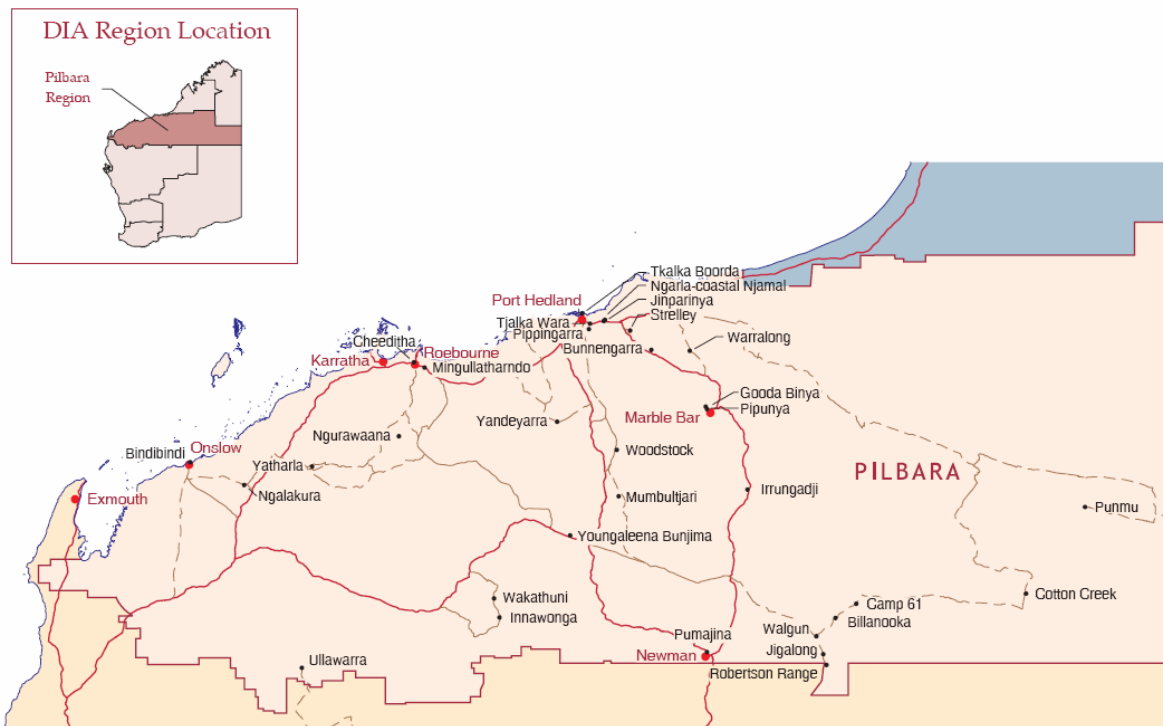 DIA Region Location
Pilbara
Region
Tkalka Boorda
Ngarla-coastal Njamal
Port Hedland
Jinparinya
Strelley
Tjalka Wara
Pippingarra
Cheeditha
Bunnengarra
Warralong
Roebourne
Karratha
Mingullatharndo
Gooda Binya
Pipunya
Marble Bar
Yandeyarra
Ngurawaana
Woodstock
Onslow
Bindibindi
Yatharla
PILBARA
Ngalakura
Irrungadji
Exmouth
Mumbultjari
Punmu
Youngaleena Bunjima
Cotton Creek
Wakathuni
Camp 61
Innawonga
Billanooka
Walgun
Pumajina
Jigalong
Newman
Ullawarra
Robertson Range